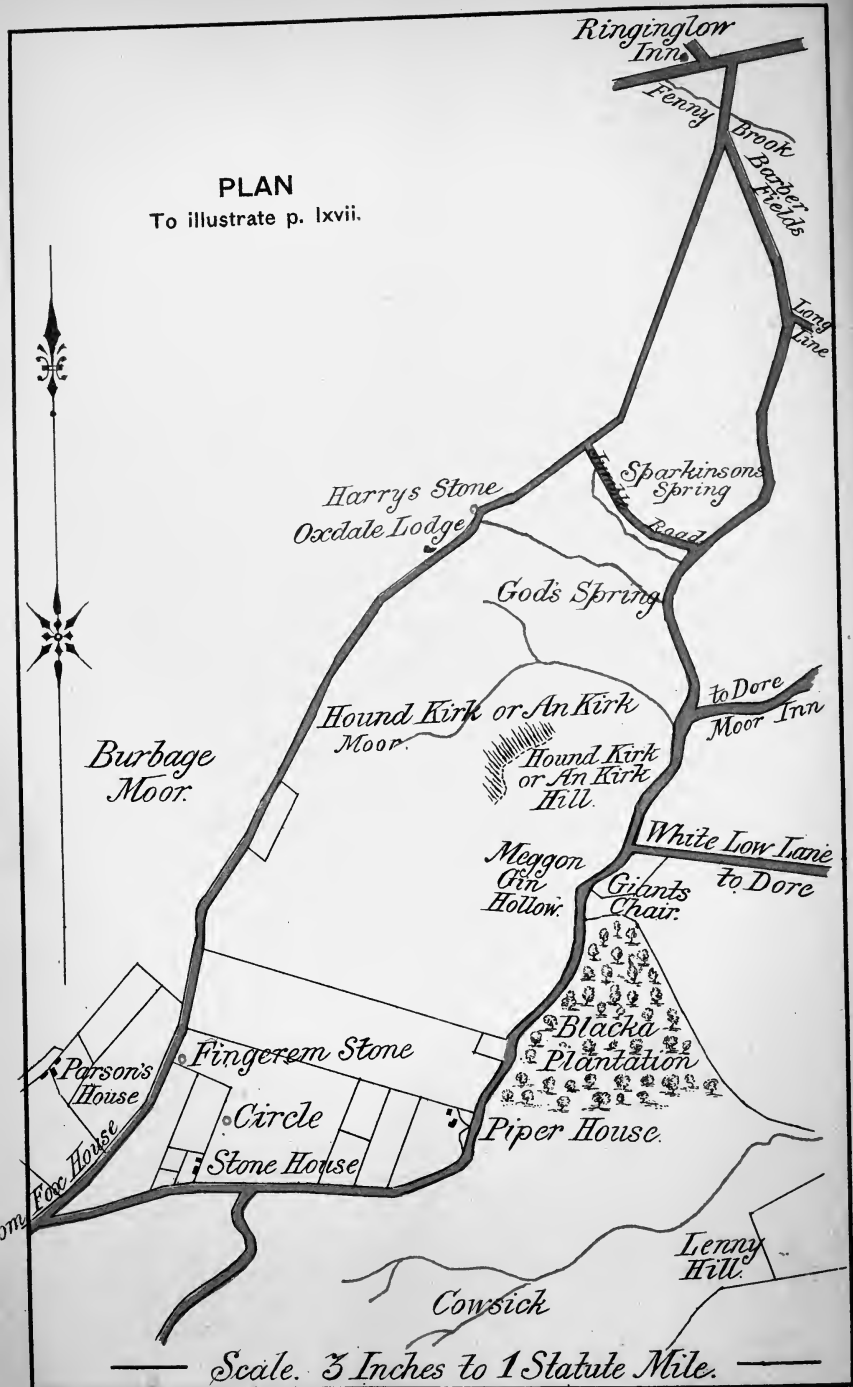 Ringinglow
Inn.
Fenny Brook
Barber
Fields
PLAN
To illustrate p. lxvii.
Long
Line
Sparkinsons
Spring
Jumble Road
Harrys Stone
Oxdale Lodge
God's Spring
to Dore
Moor Inn
Hound Kirk or An Kirk
Moor.
Hound Kirk
or An Kirk
Hill.
Burbage
Moor.
White Low Lane
to Dore
Meggon
Gin
Hollow.
Giants
Chair.
Blacka
Plantation
Fingerem Stone
Parson's
House
Circle
Piper House.
Stone House
om Fox House
Lenny
Hill.
Cowsick
Scale. 3 Inches to 1 Statute Mile.